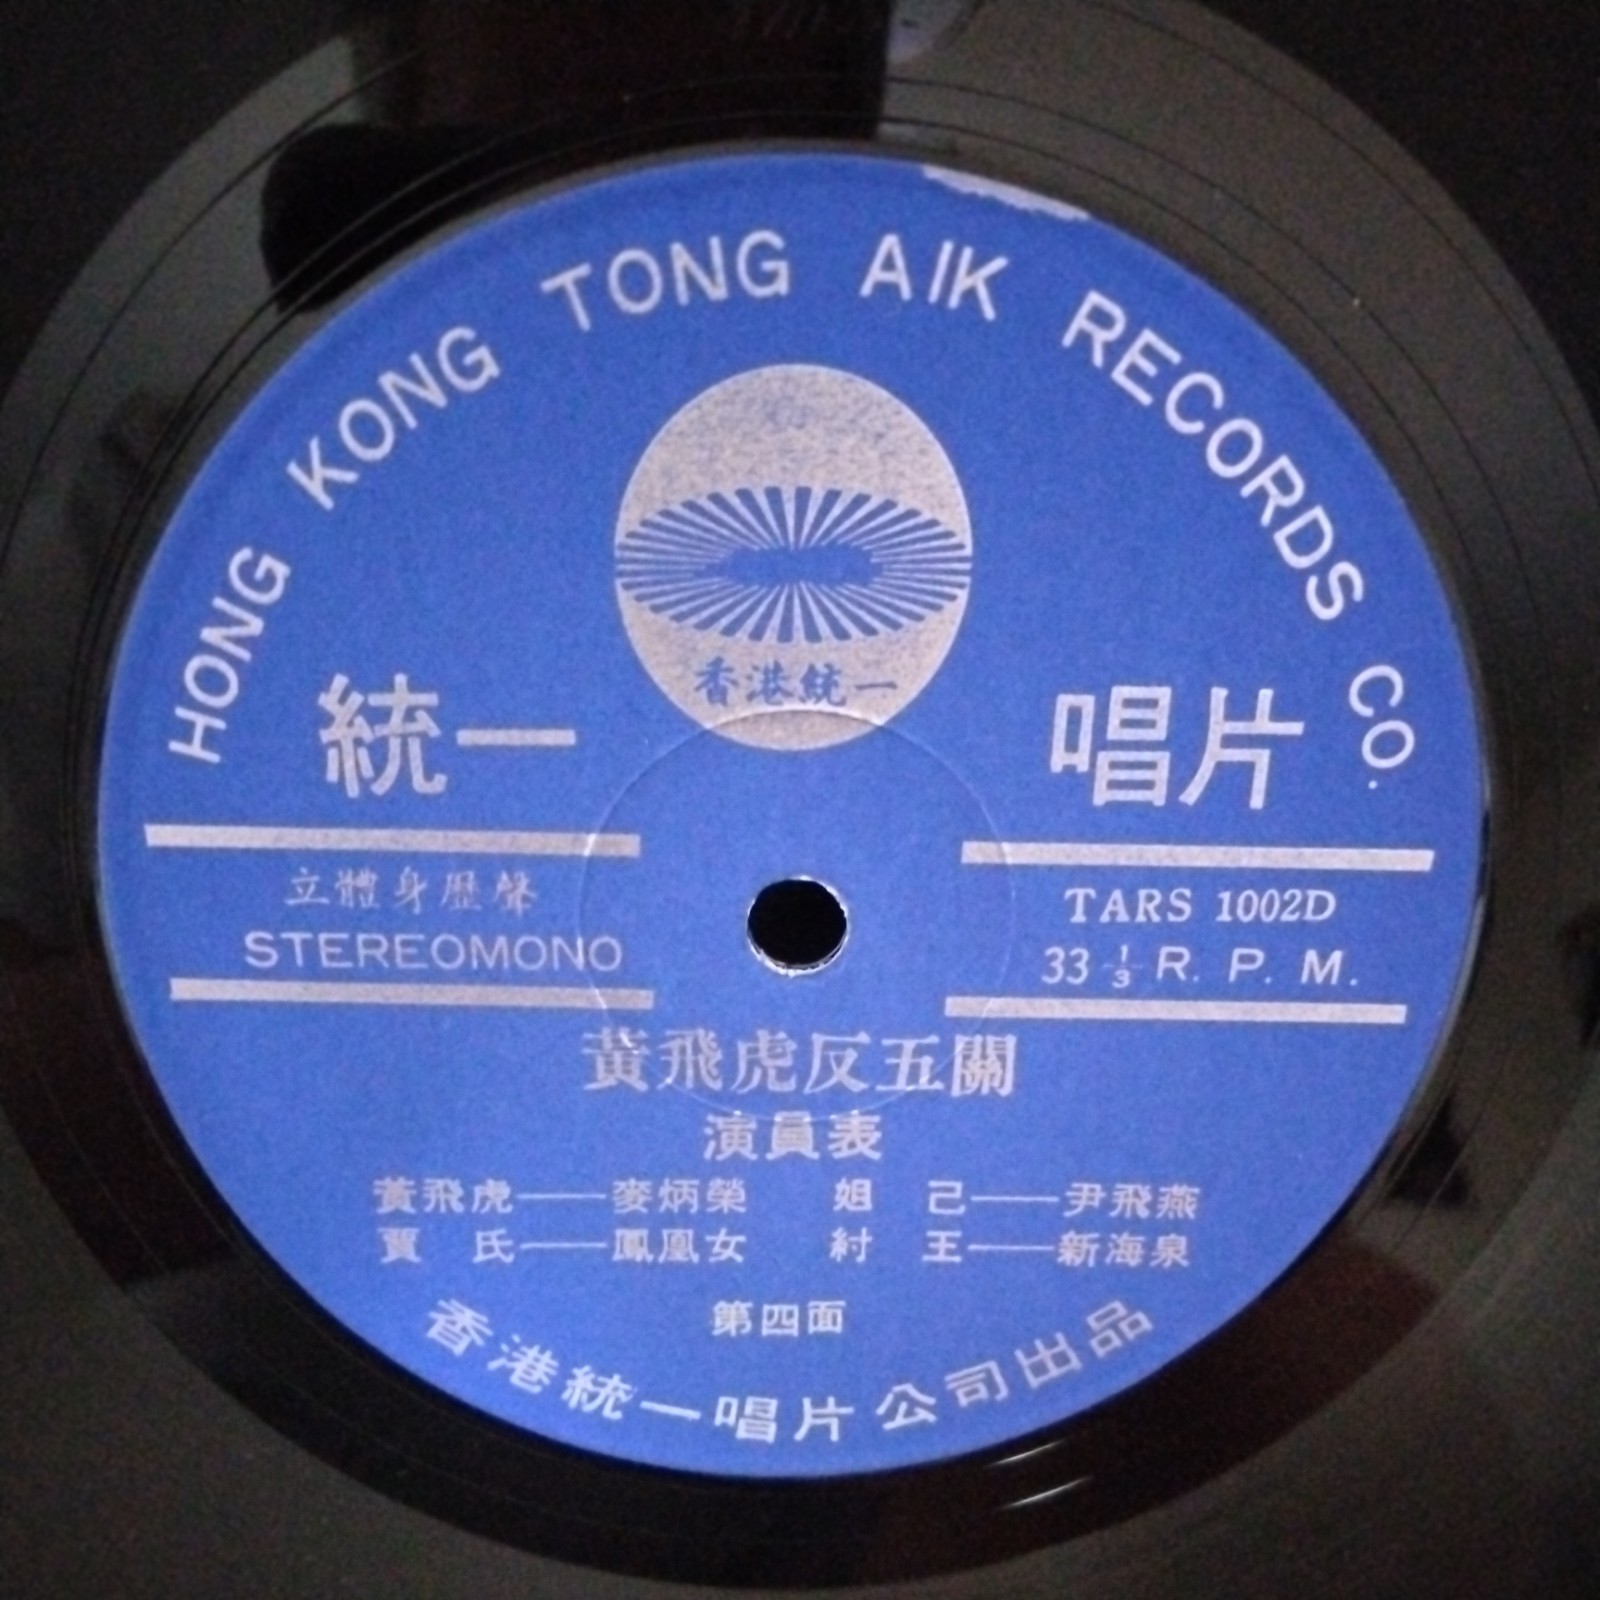 HONG KONG TONG AIK RECORDS CO.
香港統一
統一 唱片
立體身歷聲
STEREOMONO
TARS 1002D
33 1/3 R. P. M.
黃飛虎反五關
演員表
黃飛虎——麥炳榮 妲 己——尹飛燕
賈 氏——鳳凰女 紂 王——新海泉
第四面
香港統一唱片公司出品